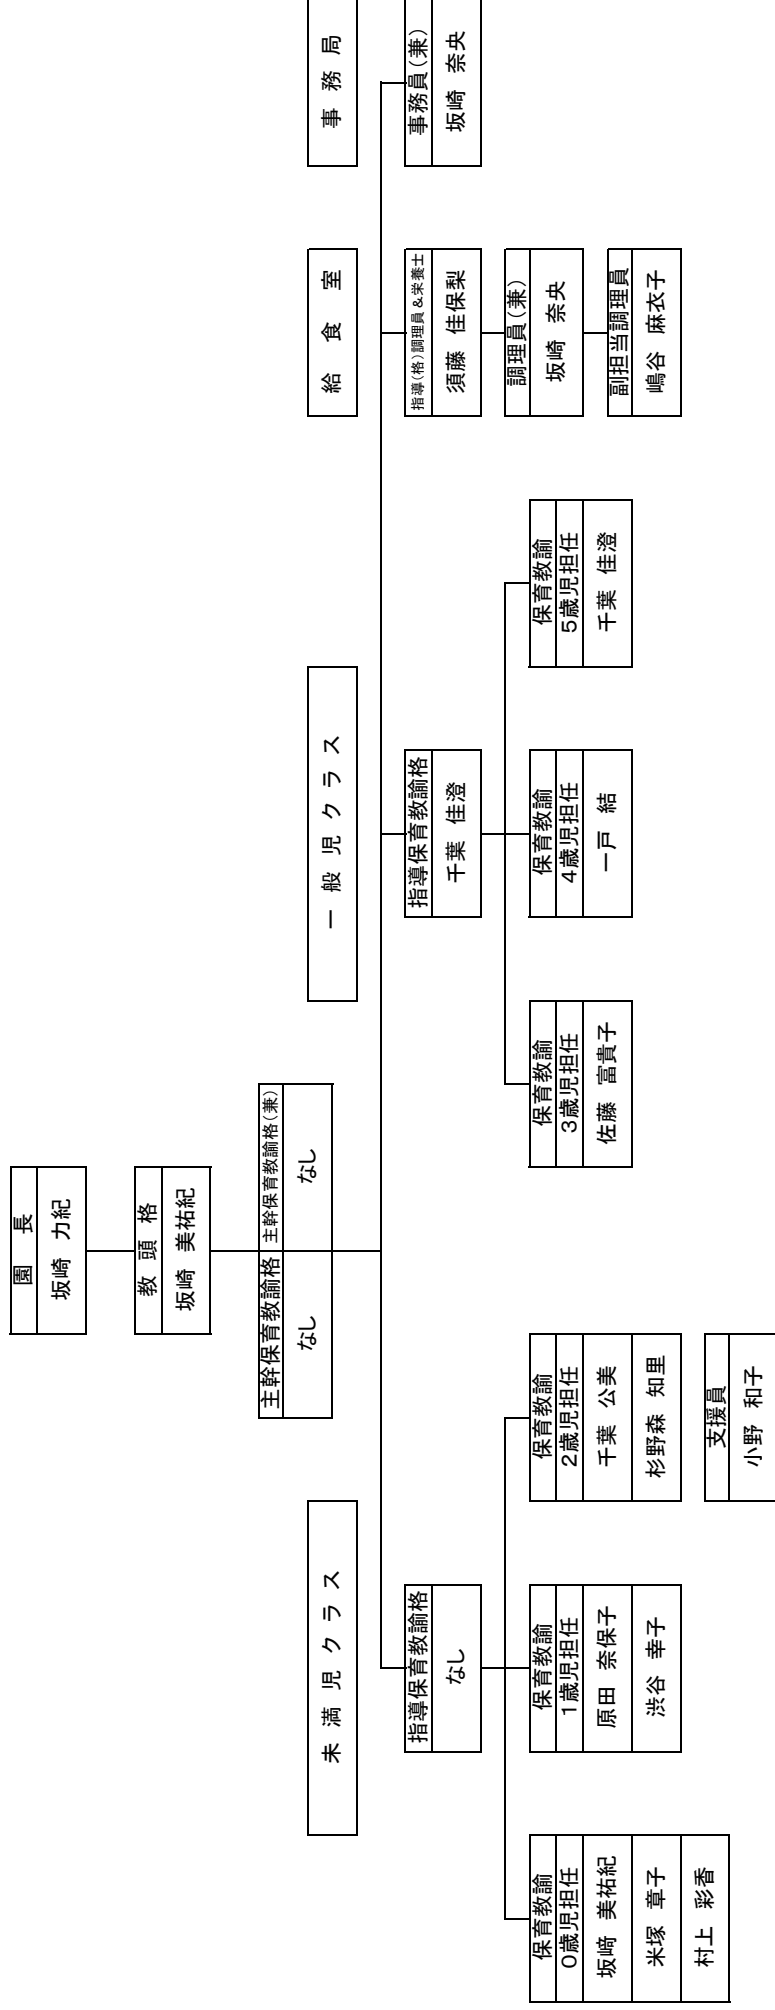 園　長
坂崎　力紀
教 頭 格
坂崎　美祐紀
主幹保育教諭格
なし
主幹保育教諭格（兼）
なし
未 満 児 ク ラ ス
一 般 児 ク ラ ス
給　食　室
事　務　局
指導保育教諭格
なし
指導保育教諭格
千葉　佳澄
指導（格）調理員＆栄養士
須藤　佳保梨
調理員（兼）
坂崎　奈央
副担当調理員
嶋谷　麻衣子
事務員（兼）
坂崎　奈央
保育教諭
0歳児担任
坂崎　美祐紀
米塚　章子
村上　彩香
保育教諭
1歳児担任
原田　奈保子
渋谷　幸子
保育教諭
2歳児担任
千葉　公美
杉野森　知里
支援員
小野　和子
保育教諭
3歳児担任
佐藤　富貴子
保育教諭
4歳児担任
一戸　結
保育教諭
5歳児担任
千葉　佳澄